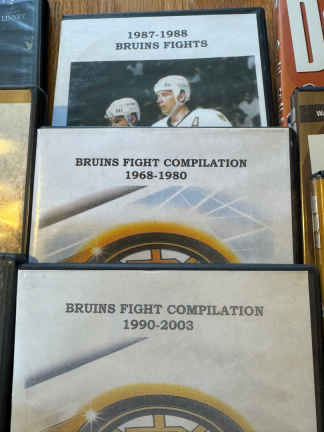 1987-1988
BRUINS FIGHTS
BRUINS FIGHT COMPILATION
1968-1980
BRUINS FIGHT COMPILATION
1990-2003